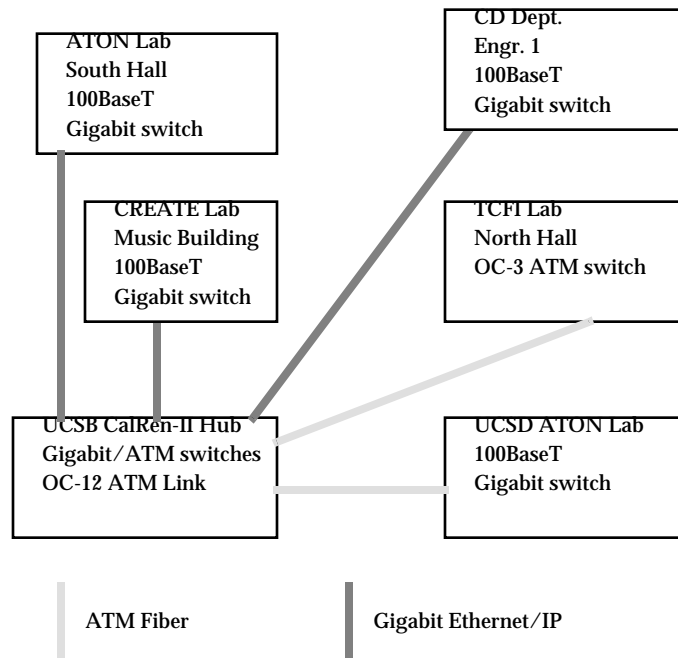 ATON Lab
South Hall
100BaseT
Gigabit switch
CD Dept.
Engr. 1
100BaseT
Gigabit switch
CREATE Lab
Music Building
100BaseT
Gigabit switch
TCFI Lab
North Hall
OC-3 ATM switch
UCSB CalRen-II Hub
Gigabit/ATM switches
OC-12 ATM Link
UCSD ATON Lab
100BaseT
Gigabit switch
ATM Fiber
Gigabit Ethernet/IP